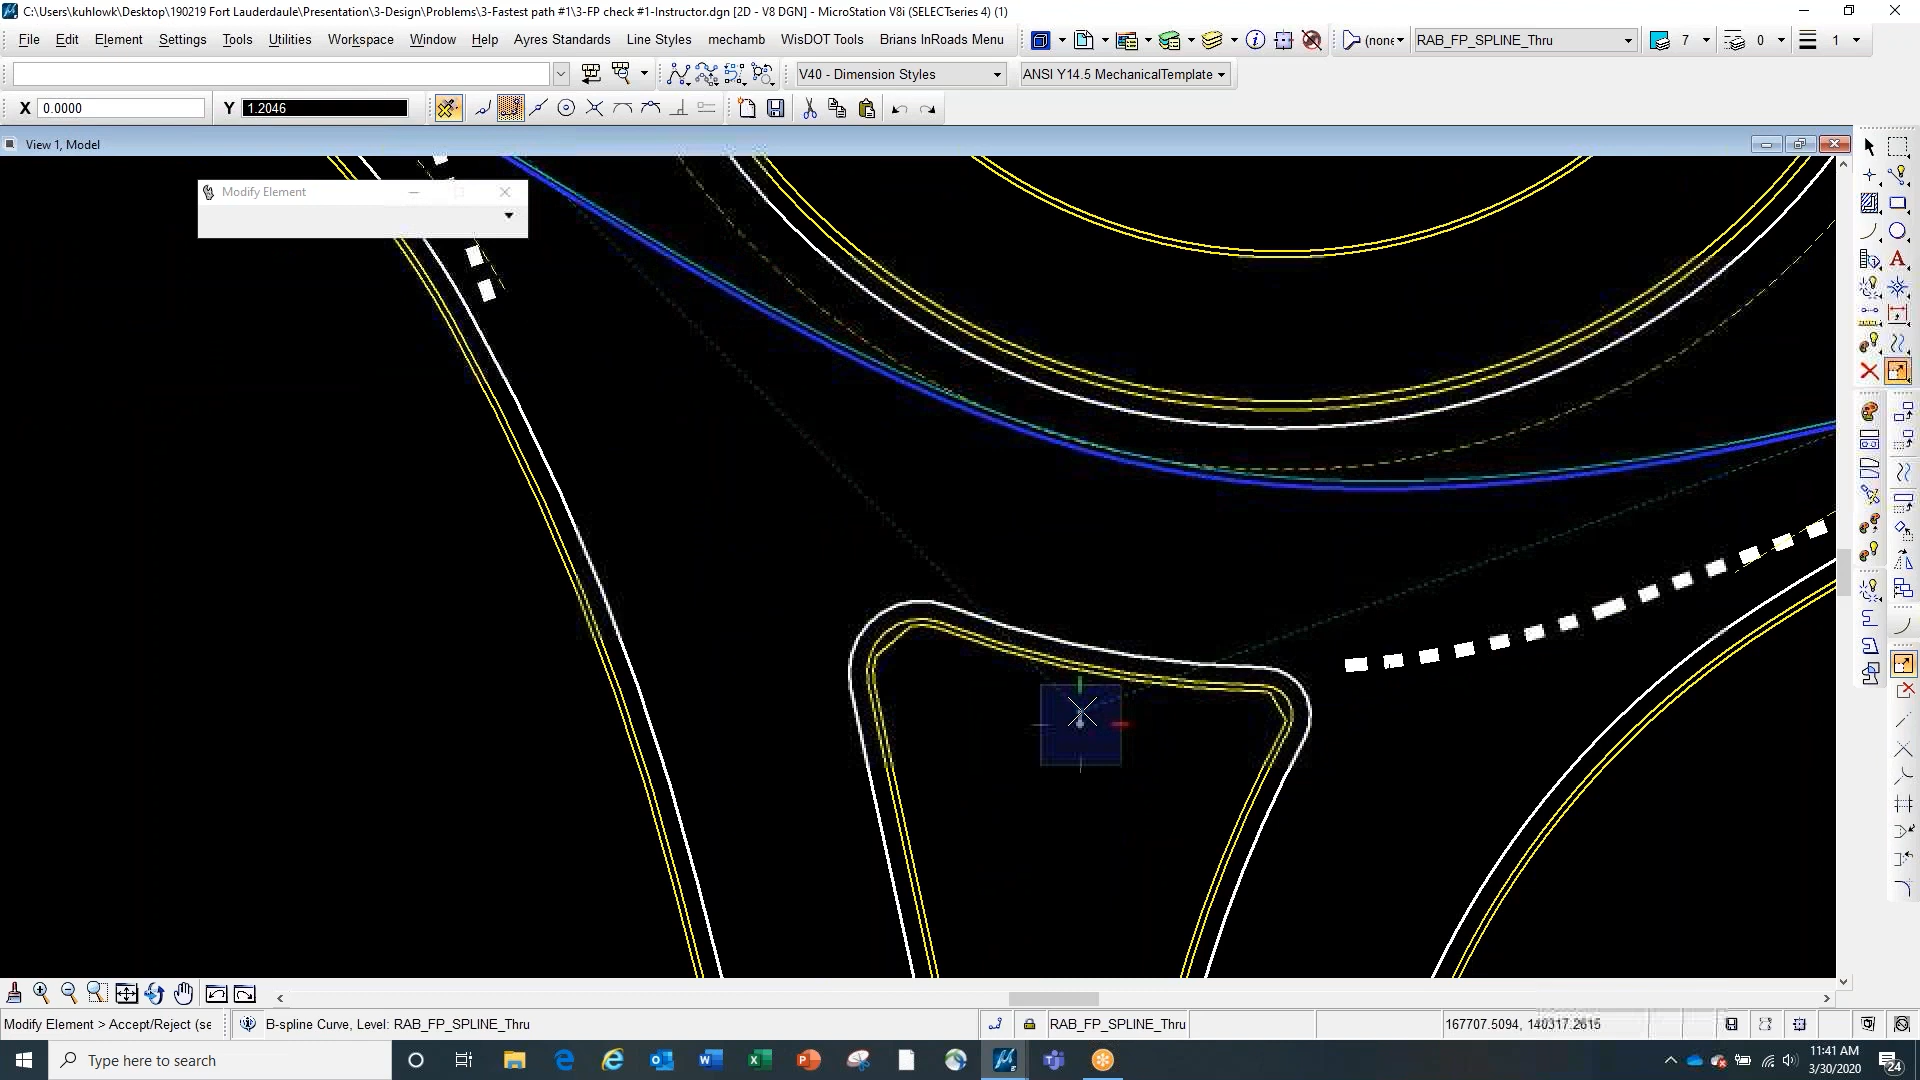 C:\Users\kuhlowk\Desktop\190219 Fort Lauderdaule\Presentation\3-Design\Problems\3-Fastest path #1\3-FP check #1-Instructor.dgn [2D - V8 DGN] - MicroStation V8i (SELECTseries 4) (1)
File Edit Element Settings Tools Utilities Workspace Window Help Ayres Standards Line Styles mechamb WisDOT Tools Brians InRoads Menu (none RAB_FP_SPLINE_Thru 7 0 1
V40 - Dimension Styles ANSI Y14.5 MechanicalTemplate
X 0.0000 Y 1.2046
View 1, Model
Modify Element
Modify Element > Accept/Reject (se B-spline Curve, Level: RAB_FP_SPLINE_Thru RAB_FP_SPLINE_Thru 167707.5094, 140317.2615
Type here to search
11:41 AM
3/30/2020
24